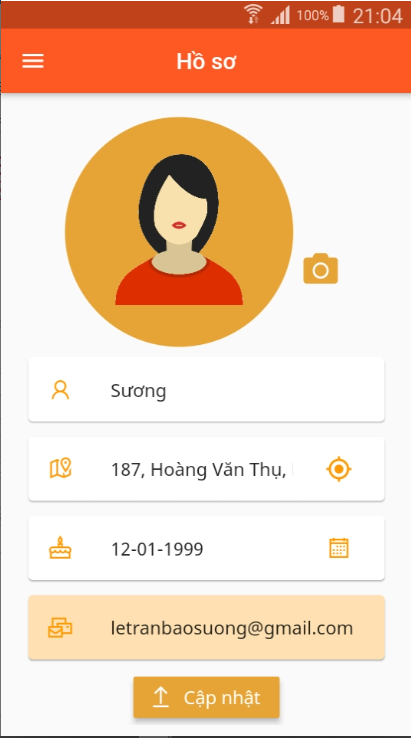 100% 21:04
Hồ sơ
Sương
187, Hoàng Văn Thụ,
12-01-1999
letranbaosuong@gmail.com
Cập nhật